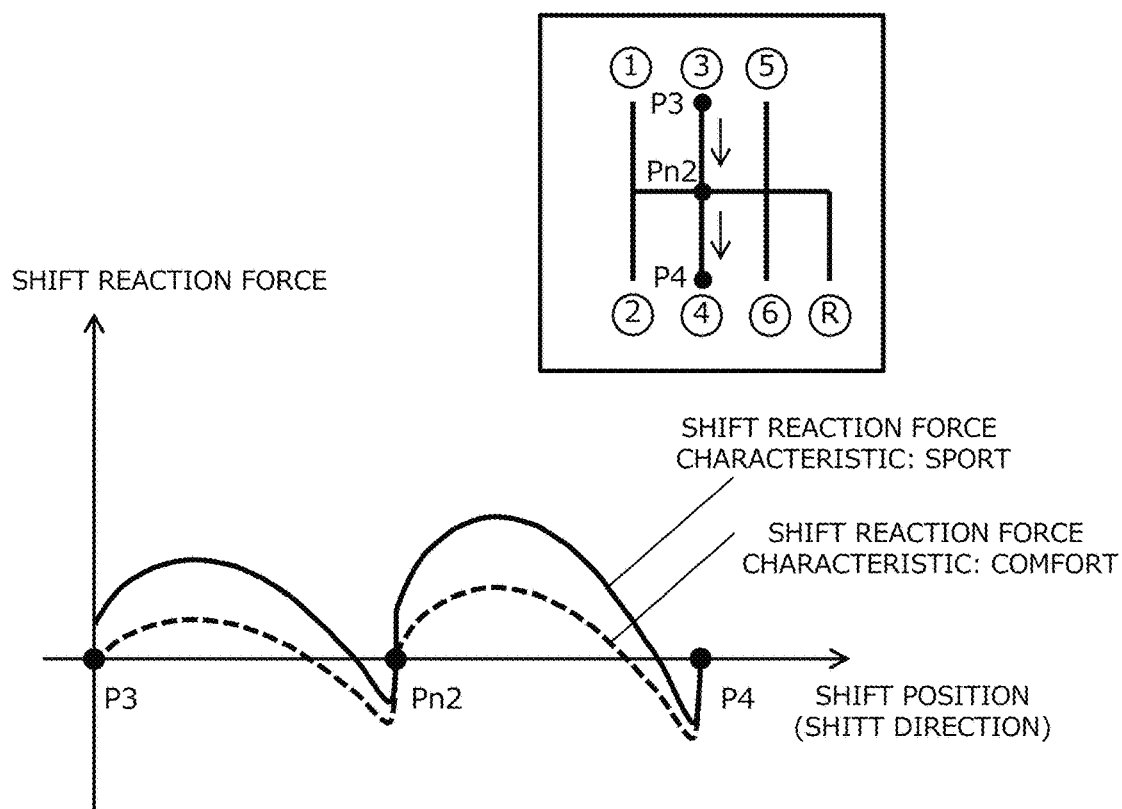 1 3 5
P3
Pn2
P4
2 4 6 R
SHIFT REACTION FORCE
SHIFT REACTION FORCE
CHARACTERISTIC: SPORT
SHIFT REACTION FORCE
CHARACTERISTIC: COMFORT
P3 Pn2 P4
SHIFT POSITION
(SHITT DIRECTION)